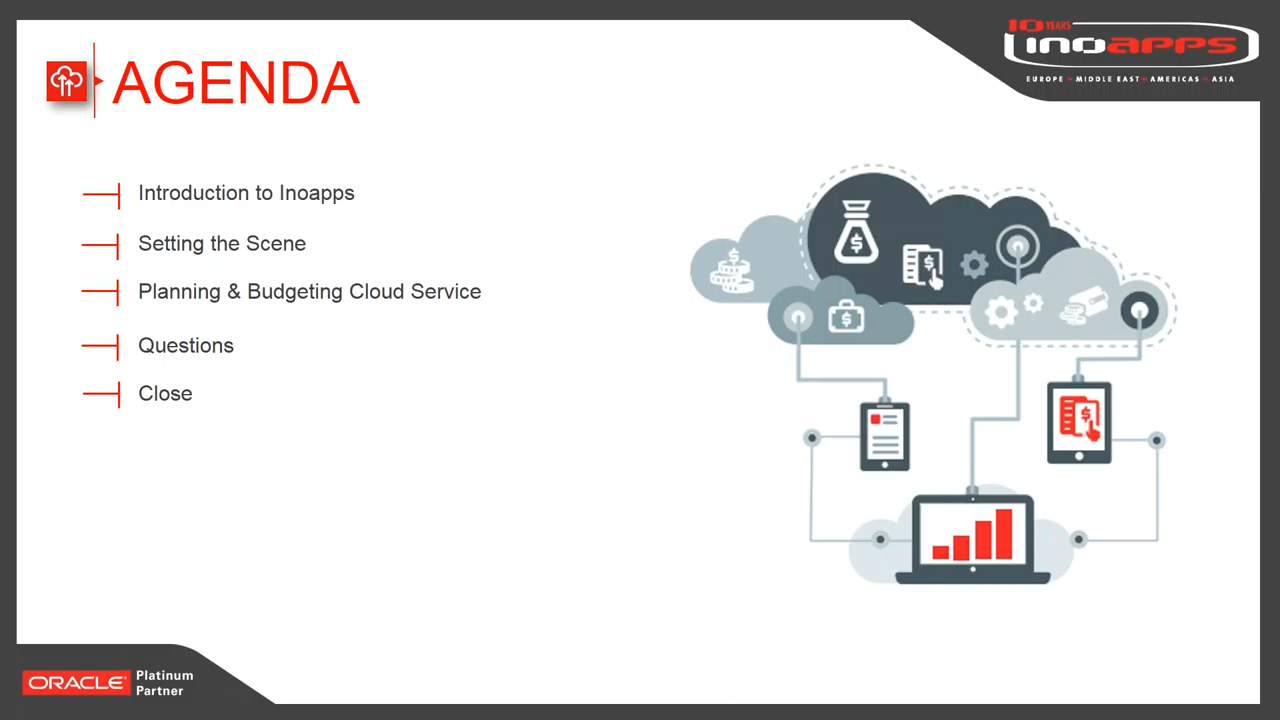 10 YEARS
inoapps
EUROPE MIDDLE EAST AMERICAS ASIA
AGENDA
Introduction to Inoapps
Setting the Scene
Planning & Budgeting Cloud Service
Questions
Close
$
$
$
$
$
ORACLE Platinum
Partner